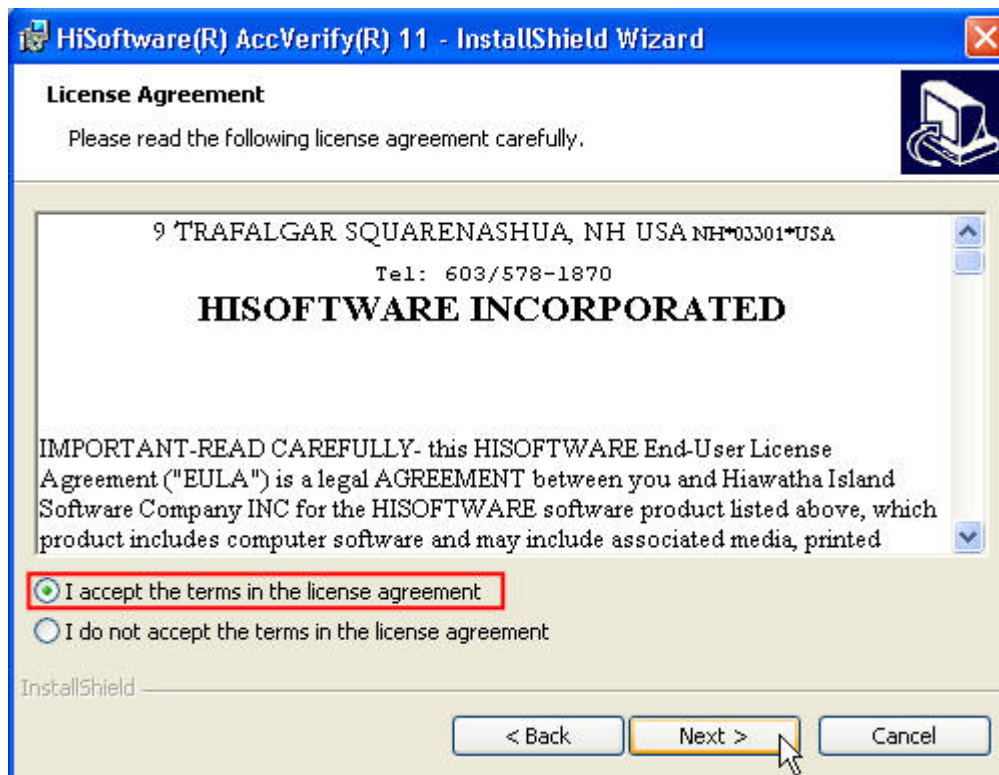 HiSoftware(R) AccVerify(R) 11 - InstallShield Wizard
License Agreement
Please read the following license agreement carefully.
9 TRAFALGAR SQUARENASHUA, NH USA NH*03301*USA
Tel: 603/578-1870
HISOFTWARE INCORPORATED
IMPORTANT-READ CAREFULLY- this HISOFTWARE End-User License
Agreement ("EULA") is a legal AGREEMENT between you and Hiawatha Island
Software Company INC for the HISOFTWARE software product listed above, which
product includes computer software and may include associated media, printed
I accept the terms in the license agreement
I do not accept the terms in the license agreement
InstallShield
< Back Next > Cancel